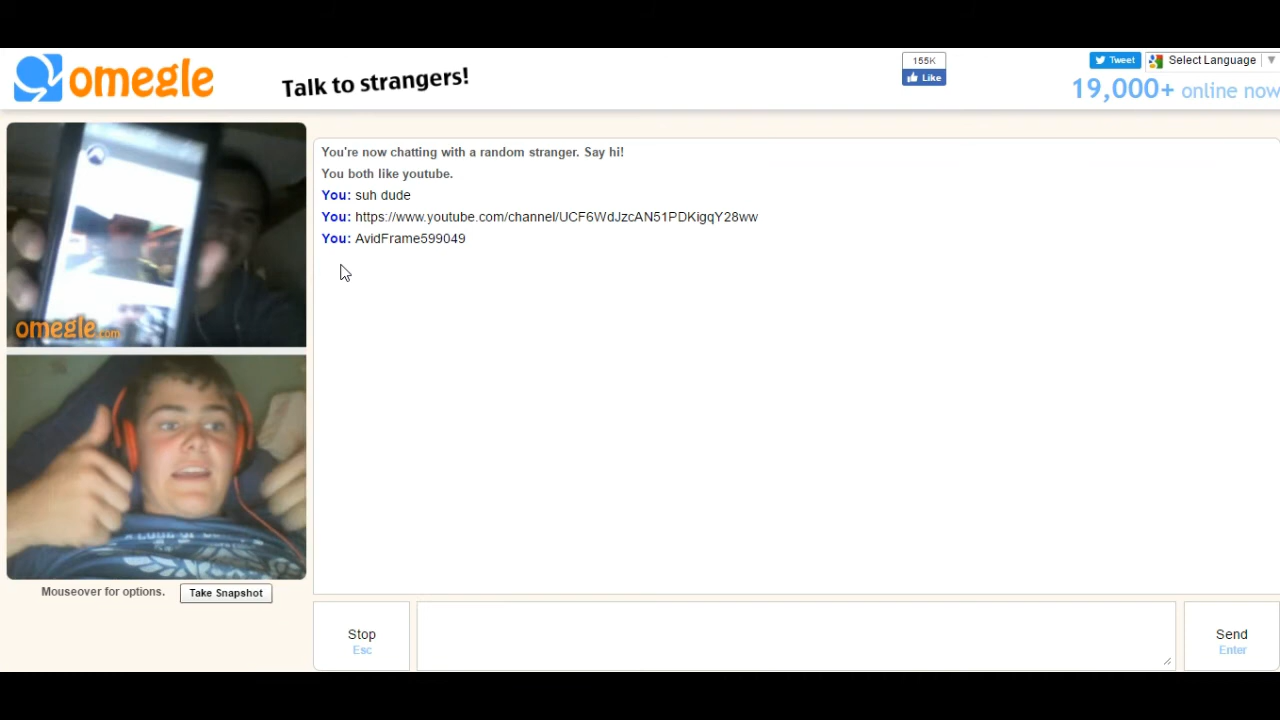 omegle
Talk to strangers!
155K
Like
Tweet
Select Language
19,000+ online now
You're now chatting with a random stranger. Say hi!
You both like youtube.
You: suh dude
You: https://www.youtube.com/channel/UCF6WdJzcAN51PDKigqY28ww
You: AvidFrame599049
omegle.com
Mouseover for options.
Take Snapshot
Stop
Esc
Send
Enter